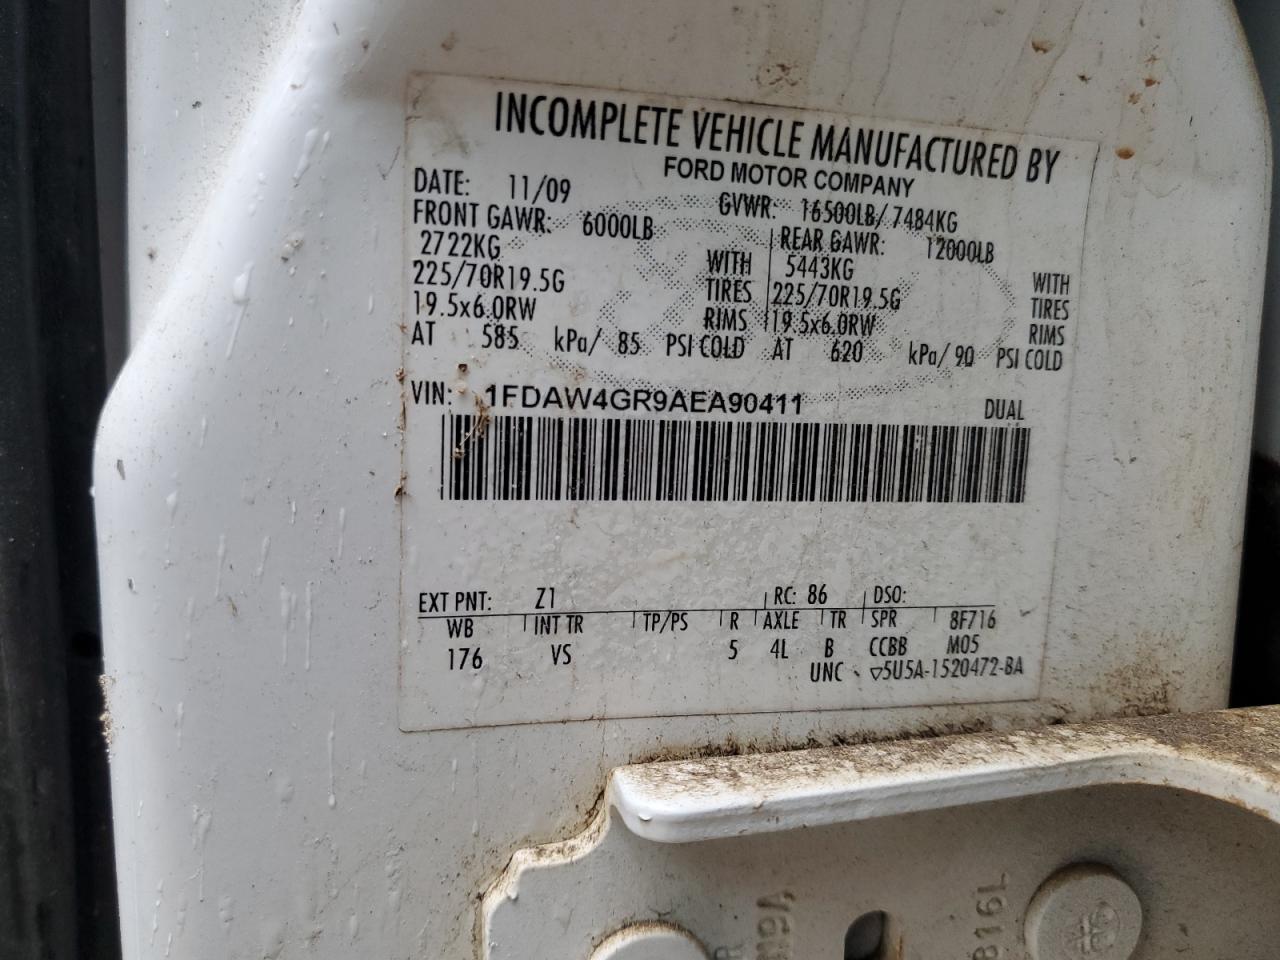 INCOMPLETE VEHICLE MANUFACTURED BY
FORD MOTOR COMPANY
DATE: 11/09 GVWR: 16500LB/ 7484KG
FRONT GAWR: 6000LB REAR GAWR: 12000LB
2722KG WITH 5443KG WITH
225/70R19.5G TIRES 225/70R19.5G TIRES
19.5x6.0RW RIMS 19.5x6.0RW RIMS
AT 585 kPa/ 85 PSI COLD AT 620 kPa/ 90 PSI COLD
VIN: 1FDAW4GR9AEA90411 DUAL
EXT PNT: Z1 RC: 86 DSO:
WB INT TR TP/PS R AXLE TR SPR 8F716
176 VS 5 4L B CCBB M05
UNC ▽5U5A-1520472-BA
816L